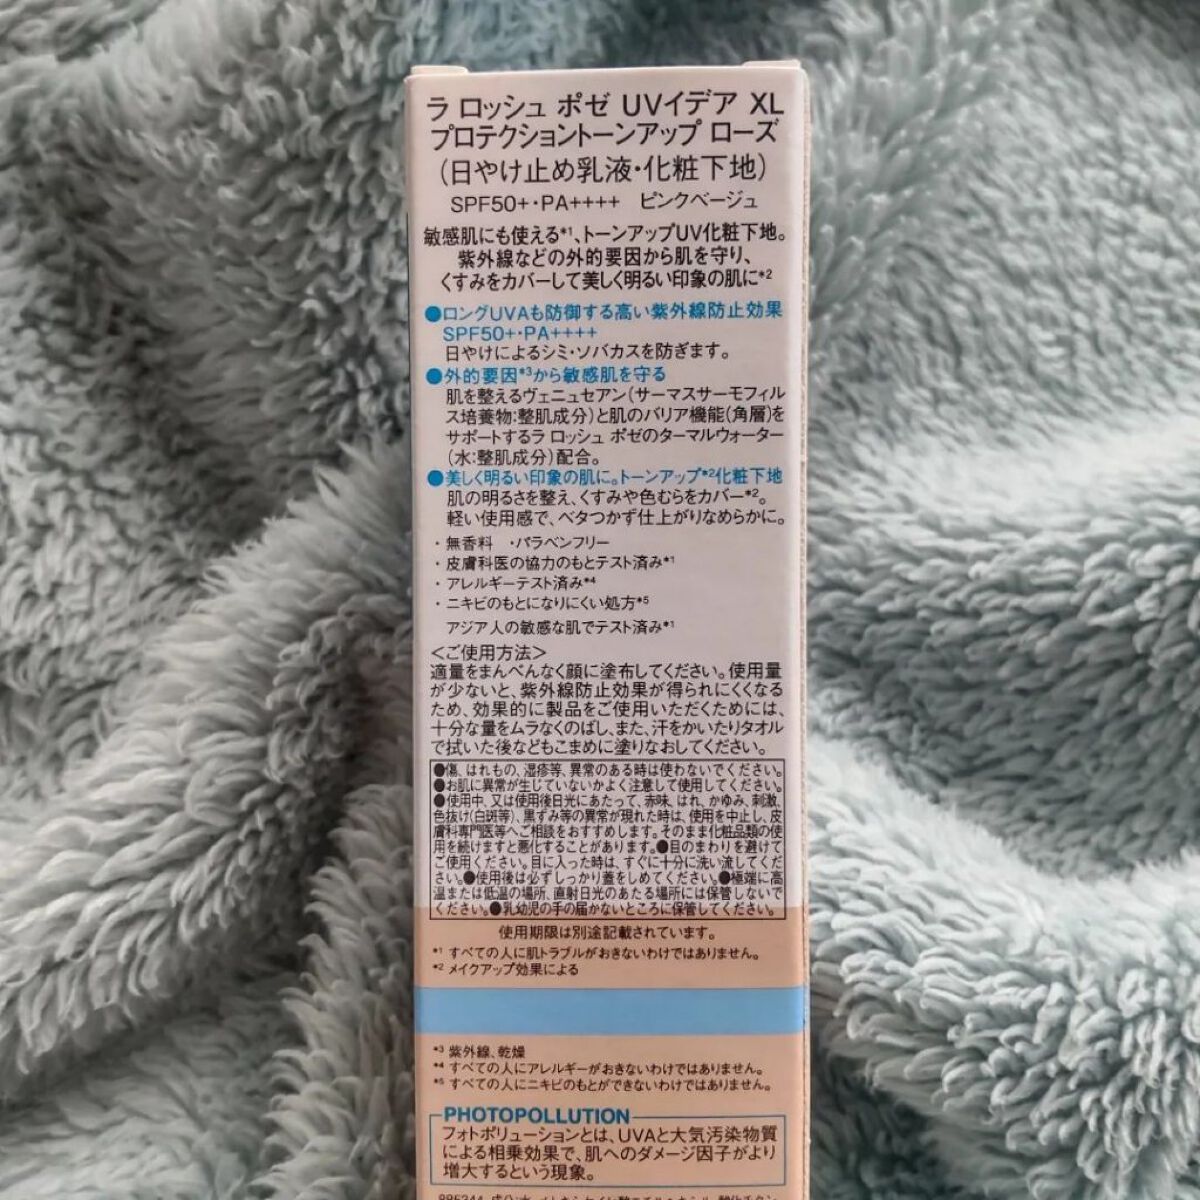 ラ ロッシュ ポゼ UVイデア XL
プロテクショントーンアップ ローズ
(日やけ止め乳液・化粧下地)
SPF50+・PA++++ ピンクベージュ
敏感肌にも使える*1、トーンアップUV化粧下地。
紫外線などの外的要因から肌を守り、
くすみをカバーして美しく明るい印象の肌に*2
●ロングUVAも防御する高い紫外線防止効果
SPF50+・PA++++
日やけによるシミ・ソバカスを防ぎます。
●外的要因*3から敏感肌を守る
肌を整えるヴェニュセアン(サーマスサーモフィル
ス培養物:整肌成分)と肌のバリア機能(角層)を
サポートするラ ロッシュ ポゼのターマルウォーター
(水:整肌成分)配合。
●美しく明るい印象の肌に。トーンアップ*2化粧下地
肌の明るさを整え、くすみや色むらをカバー*2。
軽い使用感で、ベタつかず仕上がりなめらかに。
・無香料 ・パラベンフリー
・皮膚科医の協力のもとテスト済み*1
・アレルギーテスト済み*4
・ニキビのもとになりにくい処方*5
アジア人の敏感な肌でテスト済み*1
<ご使用方法>
適量をまんべんなく顔に塗布してください。使用量
が少ないと、紫外線防止効果が得られにくくなる
ため、効果的に製品をご使用いただくためには、
十分な量をムラなくのばし、また、汗をかいたりタオル
で拭いた後などもこまめに塗りなおしてください。
●傷、はれもの、湿疹等、異常のある時は使わないでください。
●お肌に異常が生じていないかよく注意して使用してください。
●使用中、又は使用後日光にあたって、赤味、はれ、かゆみ、刺激、
色抜け(白斑等)、黒ずみ等の異常が現れた時は、使用を中止し、皮
膚科専門医等へご相談をおすすめします。そのまま化粧品類の使
用を続けますと悪化することがあります。●目のまわりを避けて
ご使用ください。目に入った時は、すぐに十分に洗い流してくだ
さい。●使用後は必ずしっかり蓋をしめてください。●極端に高
温または低温の場所、直射日光のあたる場所には保管しないで
ください。●乳幼児の手の届かないところに保管してください。
使用期限は別途記載されています。
*1 すべての人に肌トラブルがおきないわけではありません。
*2 メイクアップ効果による
*3 紫外線、乾燥
*4 すべての人にアレルギーがおきないわけではありません。
*5 すべての人にニキビのもとができないわけではありません。
PHOTOPOLLUTION
フォトポリューションとは、UVAと大気汚染物質
による相乗効果で、肌へのダメージ因子がより
増大するという現象。